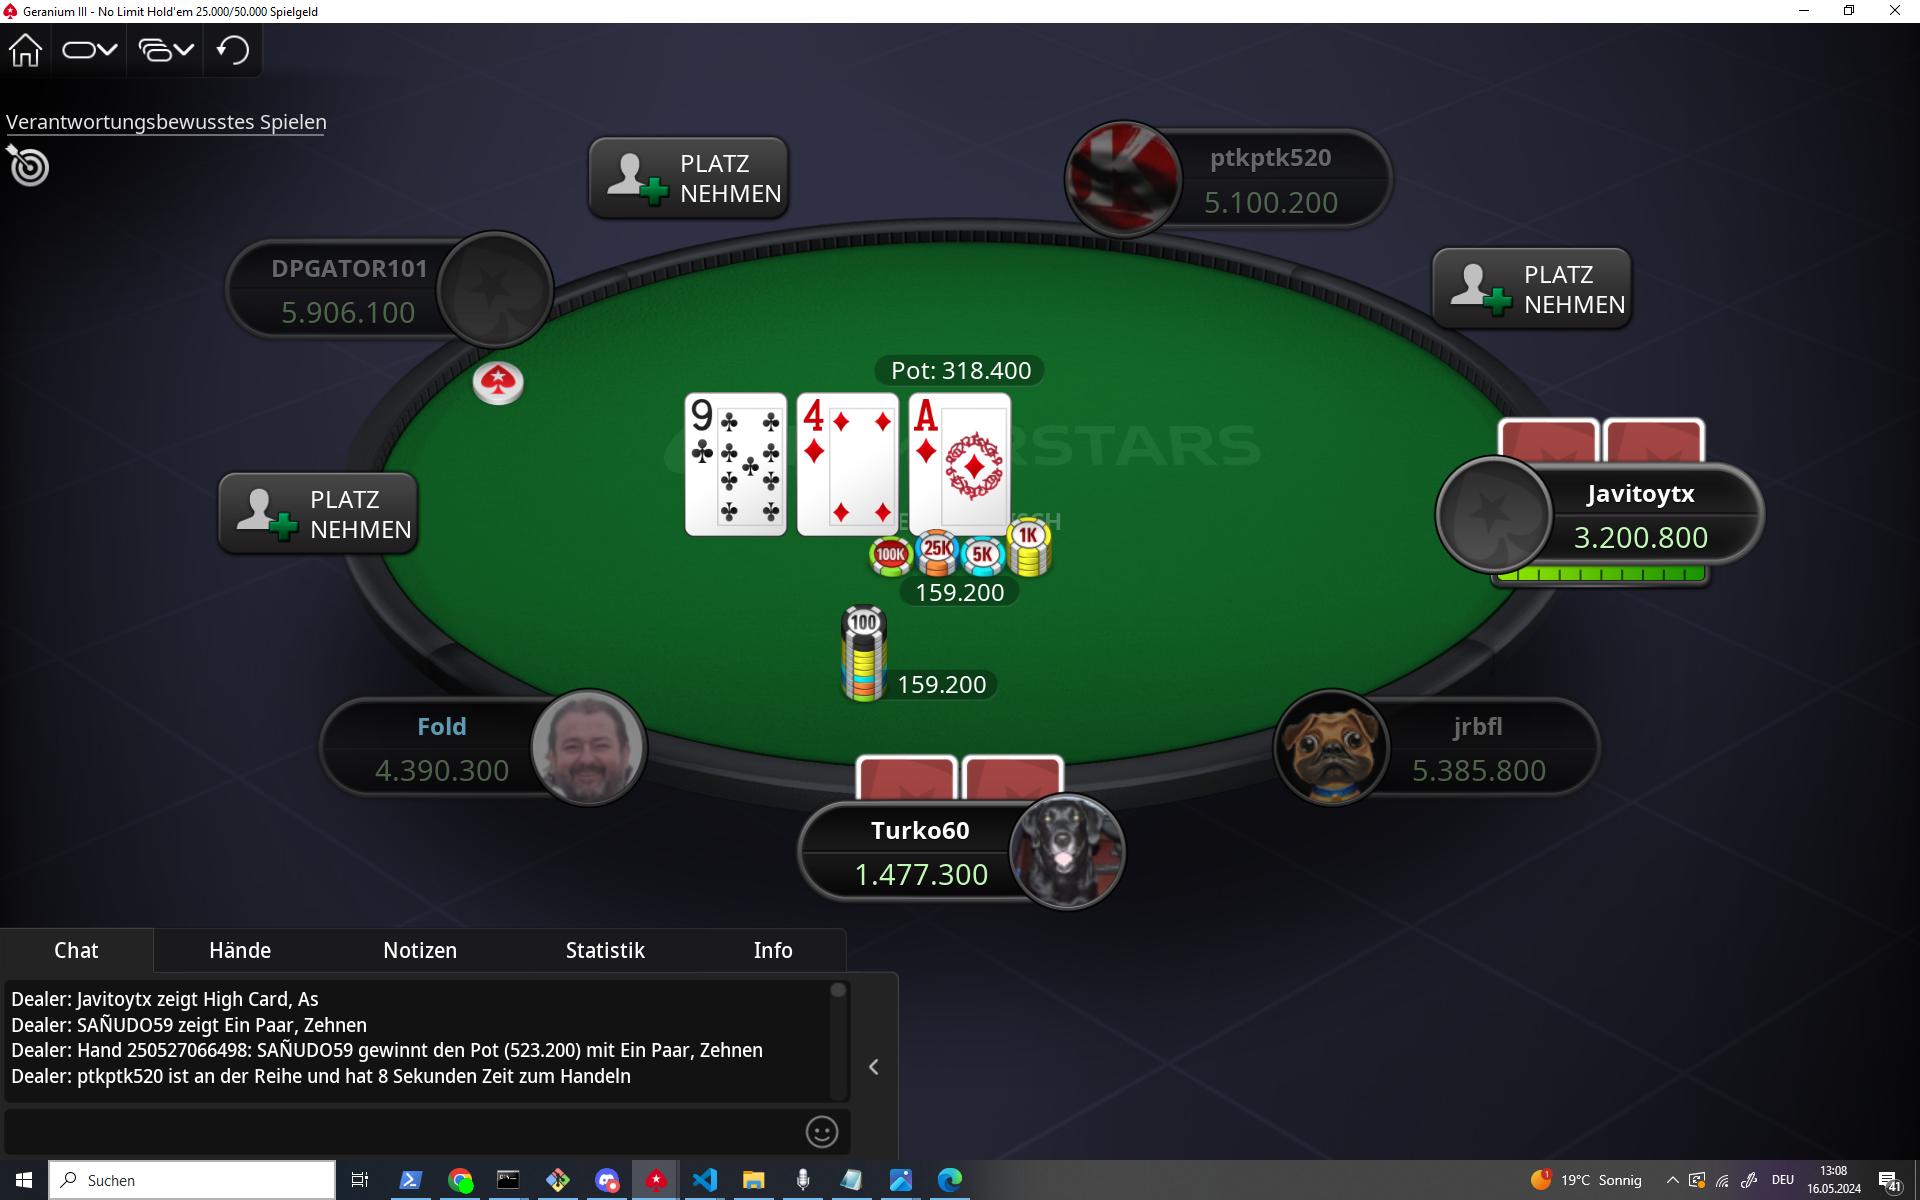 Geranium III - No Limit Hold'em 25.000/50.000 Spielgeld
Verantwortungsbewusstes Spielen
PLATZ
NEHMEN
ptkptk520
5.100.200
DPGATOR101
5.906.100
PLATZ
NEHMEN
Pot: 318.400
9
4
A
RSTARS
PLATZ
NEHMEN
Javitoytx
3.200.800
100K
25K
5K
1K
159.200
100
159.200
Fold
4.390.300
jrbfl
5.385.800
Turko60
1.477.300
Chat Hände Notizen Statistik Info
Dealer: Javitoytx zeigt High Card, As
Dealer: SAÑUDO59 zeigt Ein Paar, Zehnen
Dealer: Hand 250527066498: SAÑUDO59 gewinnt den Pot (523.200) mit Ein Paar, Zehnen
Dealer: ptkptk520 ist an der Reihe und hat 8 Sekunden Zeit zum Handeln
Suchen
1
19°C Sonnig
DEU
13:08
16.05.2024
41